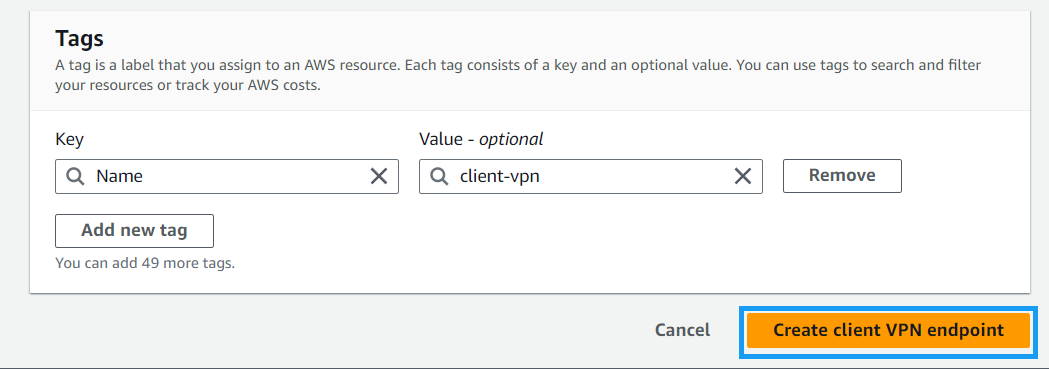 Tags
A tag is a label that you assign to an AWS resource. Each tag consists of a key and an optional value. You can use tags to search and filter
your resources or track your AWS costs.
Key
Value - optional
Name
client-vpn
Remove
Add new tag
You can add 49 more tags.
Cancel
Create client VPN endpoint